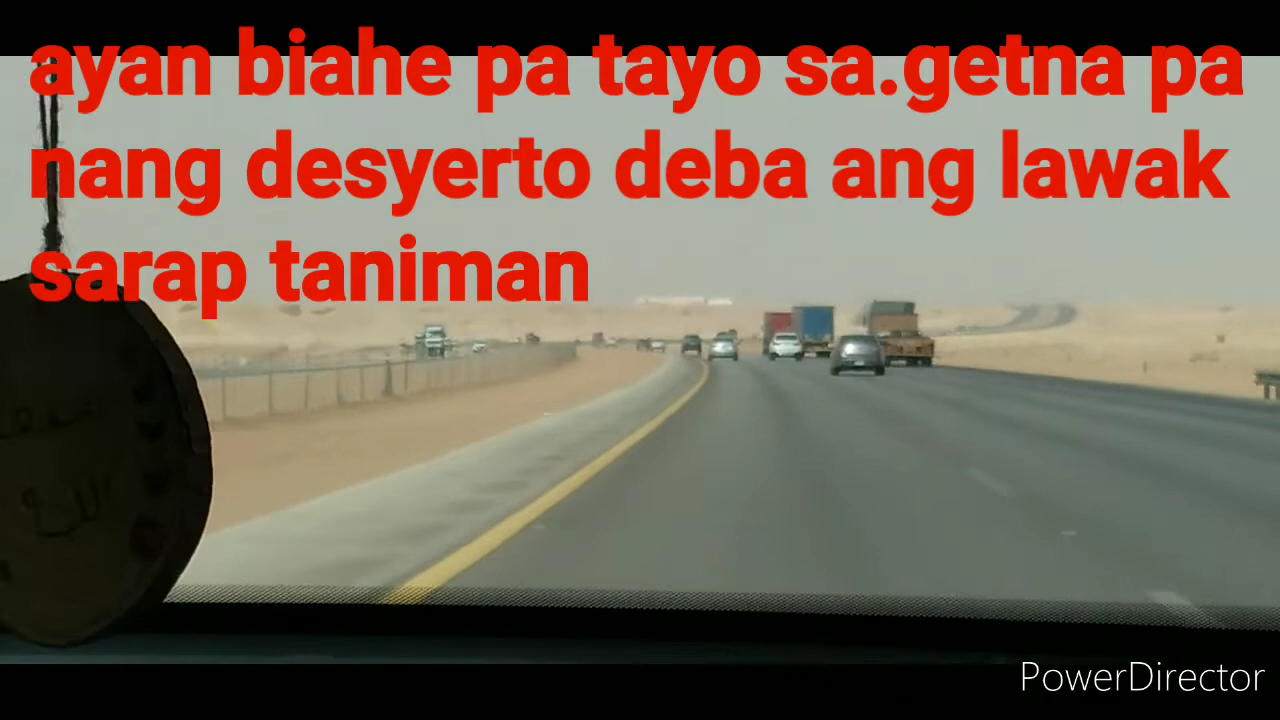 ayan biahe pa tayo sa.getna pa
nang desyerto deba ang lawak
sarap taniman
PowerDirector